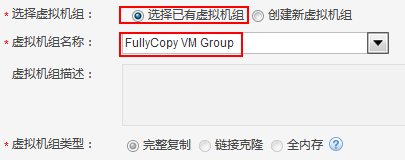 * 选择虚拟机组： 选择已有虚拟机组 创建新虚拟机组
* 虚拟机组名称： FullyCopy VM Group
虚拟机组描述：
* 虚拟机组类型： 完整复制 链接克隆 全内存 ?